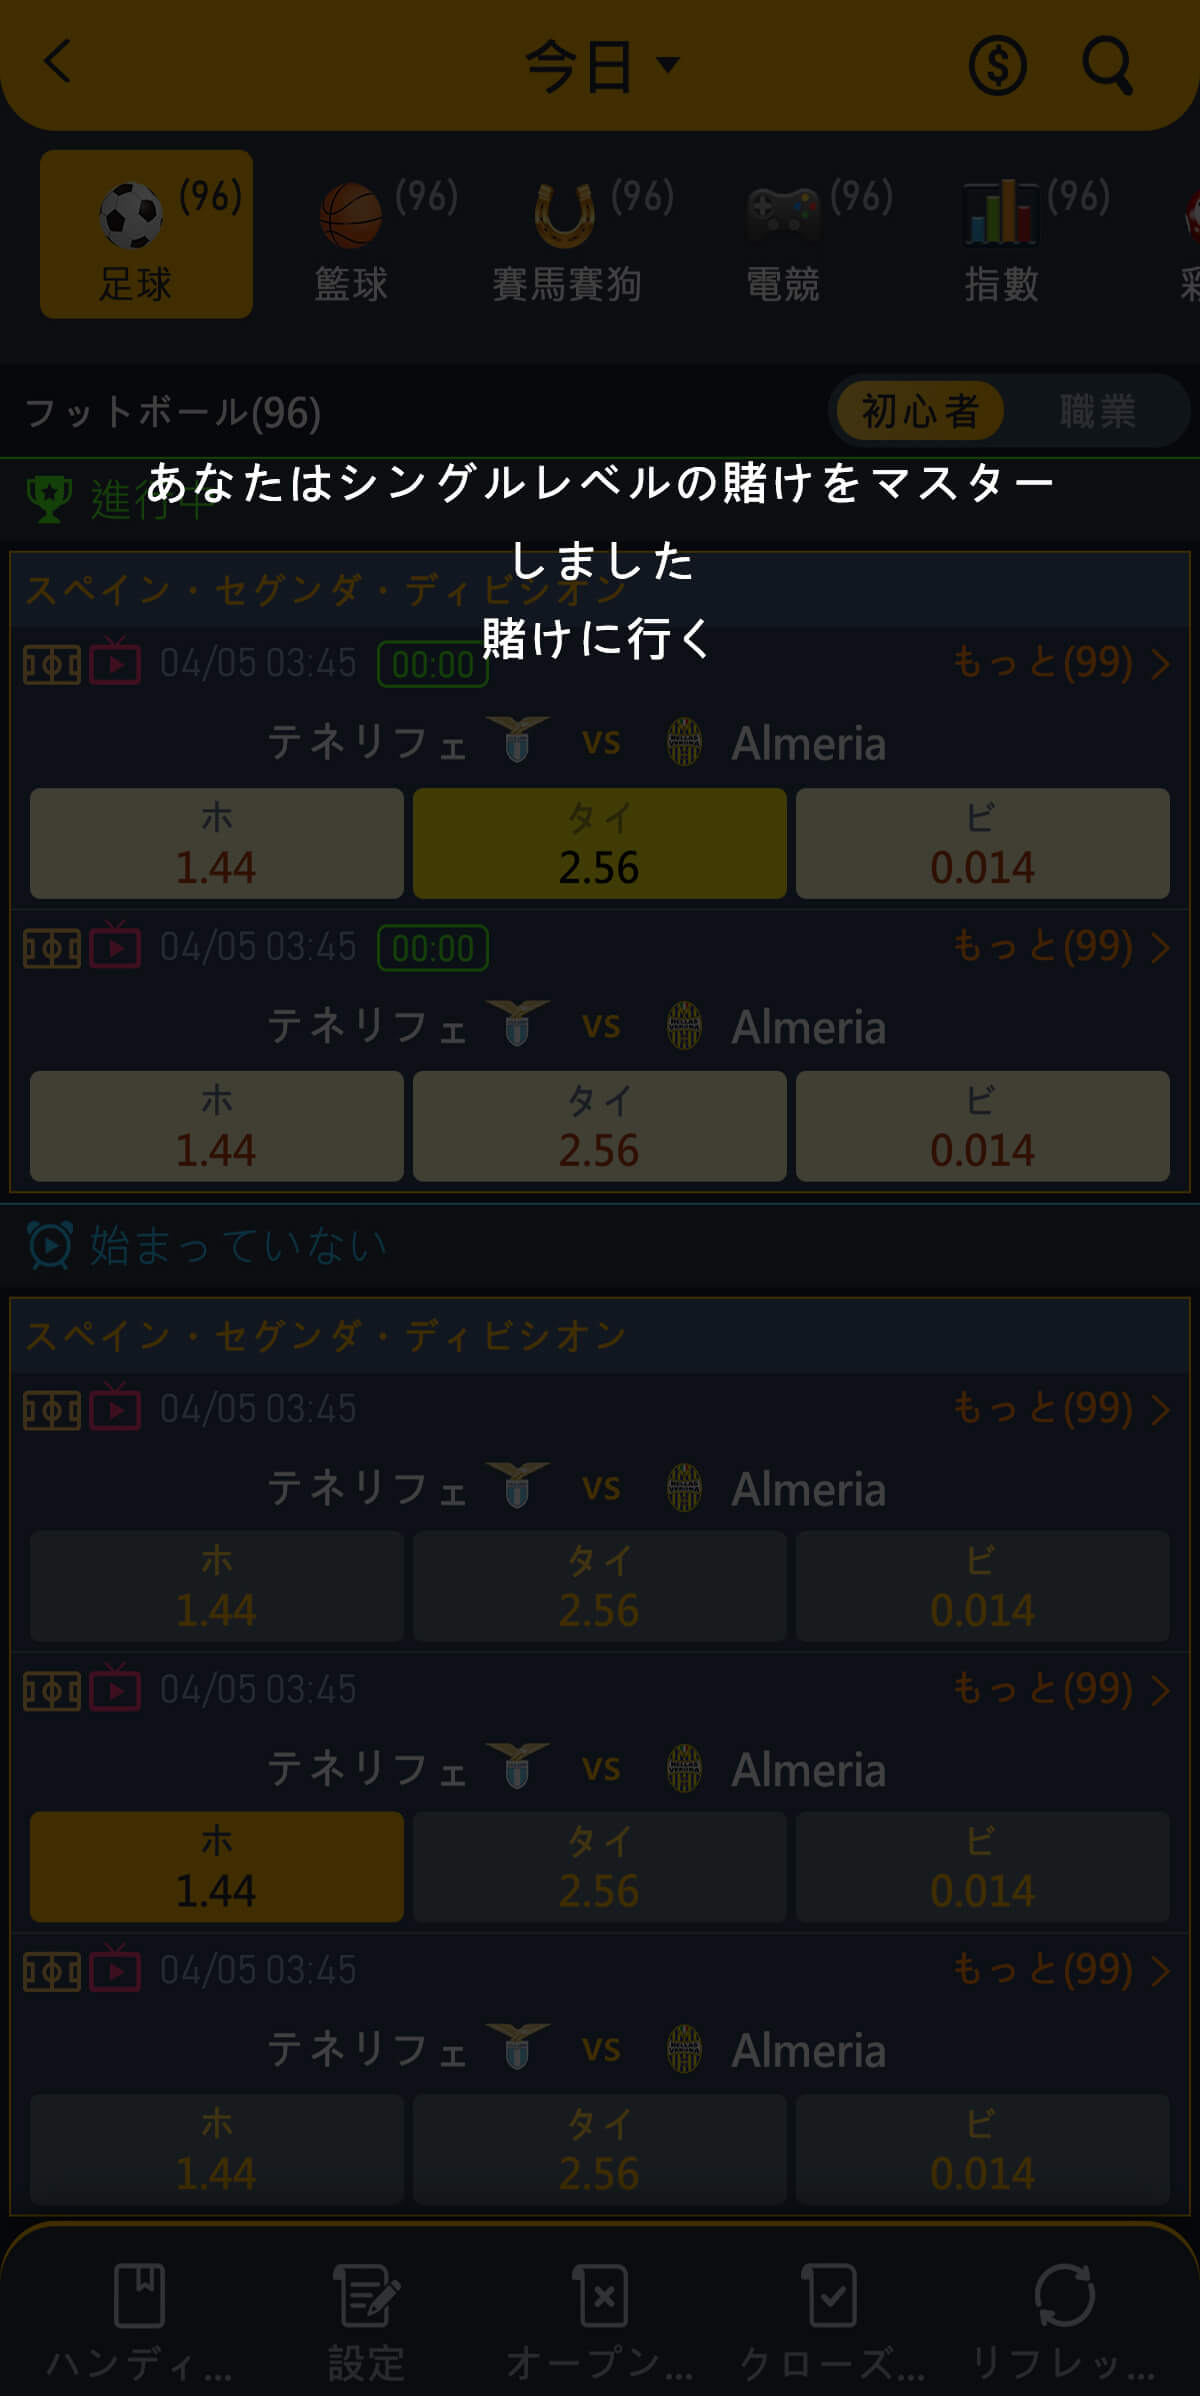 今日
(96)
(96)
(96)
(96)
(96)
足球
籃球
賽馬賽狗
電競
指數
フットボール(96)
初心者
職業
進行中
あなたはシングルレベルの賭けをマスター
しました
賭けに行く
スペイン・セグンダ・ディビシオン
04/05 03:45
00:00
もっと(99)
テネリフェ
vs
Almeria
ホ
タイ
ビ
1.44
2.56
0.014
04/05 03:45
00:00
もっと(99)
テネリフェ
vs
Almeria
ホ
タイ
ビ
1.44
2.56
0.014
始まっていない
スペイン・セグンダ・ディビシオン
04/05 03:45
もっと(99)
テネリフェ
vs
Almeria
ホ
タイ
ビ
1.44
2.56
0.014
04/05 03:45
もっと(99)
テネリフェ
vs
Almeria
ホ
タイ
ビ
1.44
2.56
0.014
04/05 03:45
もっと(99)
テネリフェ
vs
Almeria
ホ
タイ
ビ
1.44
2.56
0.014
ハンディ...
設定
オープン...
クローズ...
リフレッ...